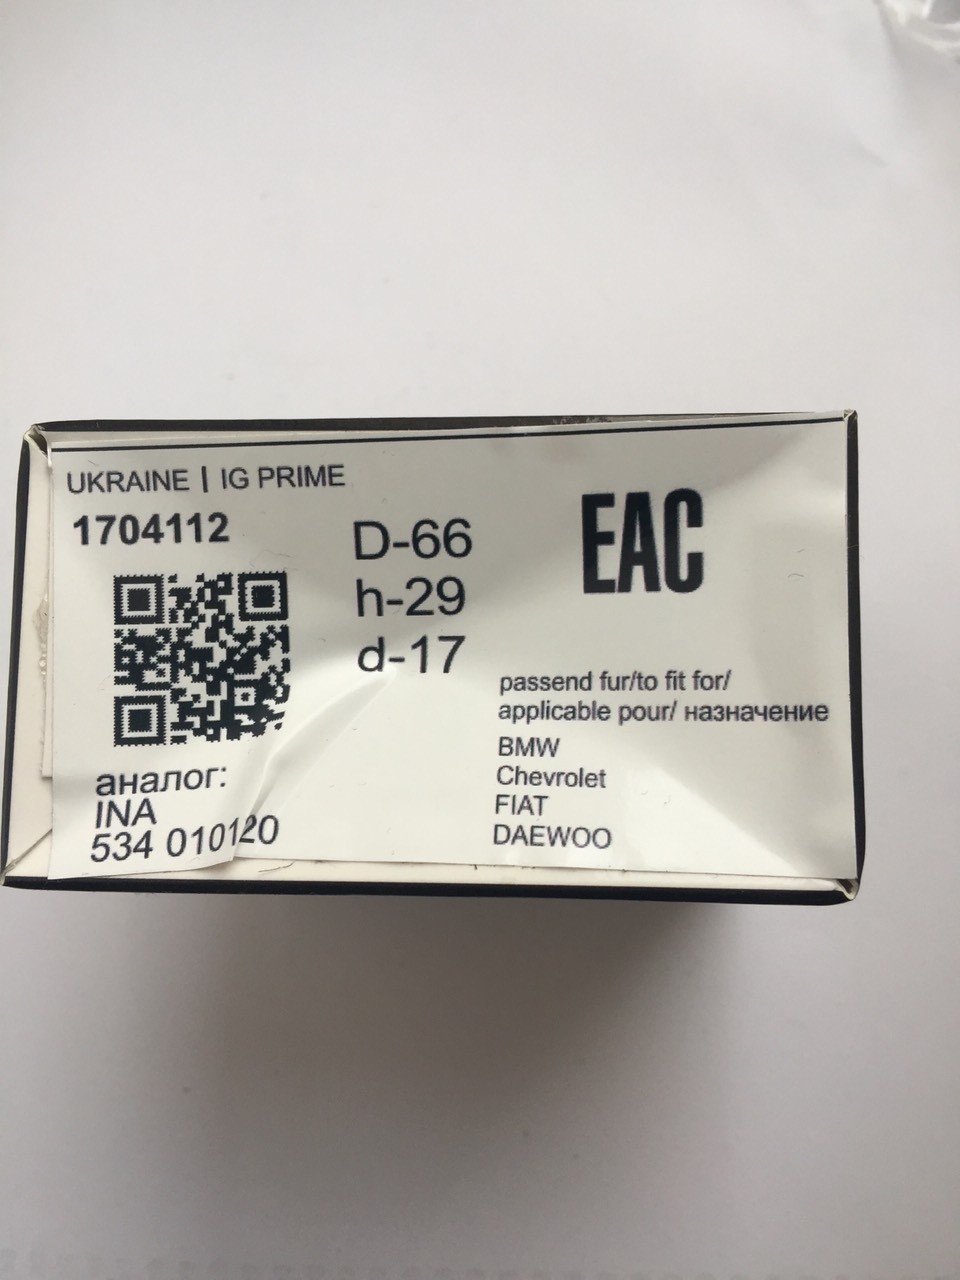 UKRAINE | IG PRIME
1704112
D-66
h-29
d-17
EAC
passend fur/to fit for/
applicable pour/ назначение
BMW
Chevrolet
FIAT
DAEWOO
аналог:
INA
534 010120